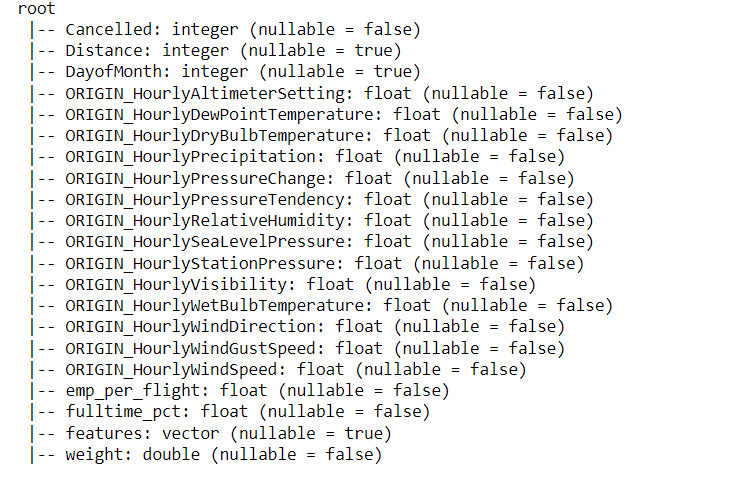 root
 |-- Cancelled: integer (nullable = false)
 |-- Distance: integer (nullable = true)
 |-- DayofMonth: integer (nullable = true)
 |-- ORIGIN_HourlyAltimeterSetting: float (nullable = false)
 |-- ORIGIN_HourlyDewPointTemperature: float (nullable = false)
 |-- ORIGIN_HourlyDryBulbTemperature: float (nullable = false)
 |-- ORIGIN_HourlyPrecipitation: float (nullable = false)
 |-- ORIGIN_HourlyPressureChange: float (nullable = false)
 |-- ORIGIN_HourlyPressureTendency: float (nullable = false)
 |-- ORIGIN_HourlyRelativeHumidity: float (nullable = false)
 |-- ORIGIN_HourlySeaLevelPressure: float (nullable = false)
 |-- ORIGIN_HourlyStationPressure: float (nullable = false)
 |-- ORIGIN_HourlyVisibility: float (nullable = false)
 |-- ORIGIN_HourlyWetBulbTemperature: float (nullable = false)
 |-- ORIGIN_HourlyWindDirection: float (nullable = false)
 |-- ORIGIN_HourlyWindGustSpeed: float (nullable = false)
 |-- ORIGIN_HourlyWindSpeed: float (nullable = false)
 |-- emp_per_flight: float (nullable = false)
 |-- fulltime_pct: float (nullable = false)
 |-- features: vector (nullable = true)
 |-- weight: double (nullable = false)